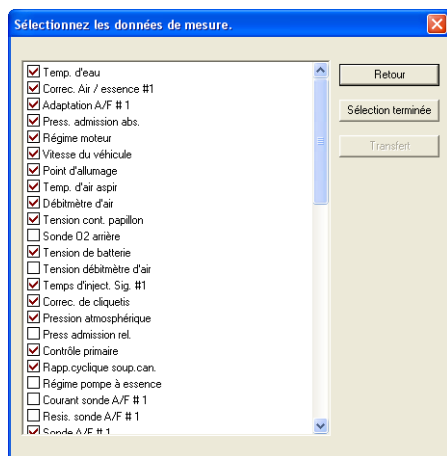 Sélectionnez les données de mesure.
Temp. d'eau
Correc. Air / essence #1
Adaptation A/F # 1
Press. admission abs.
Régime moteur
Vitesse du véhicule
Point d'allumage
Temp. d'air aspir
Débitmètre d'air
Tension cont. papillon
Sonde O2 arrière
Tension de batterie
Tension débitmètre d'air
Temps d'inject. Sig. #1
Correc. de cliquetis
Pression atmosphérique
Press admission rel.
Contrôle primaire
Rapp.cyclique soup.can.
Régime pompe à essence
Courant sonde A/F # 1
Resis. sonde A/F # 1
Sonde A/F # 1
Retour
Sélection terminée
Transfert